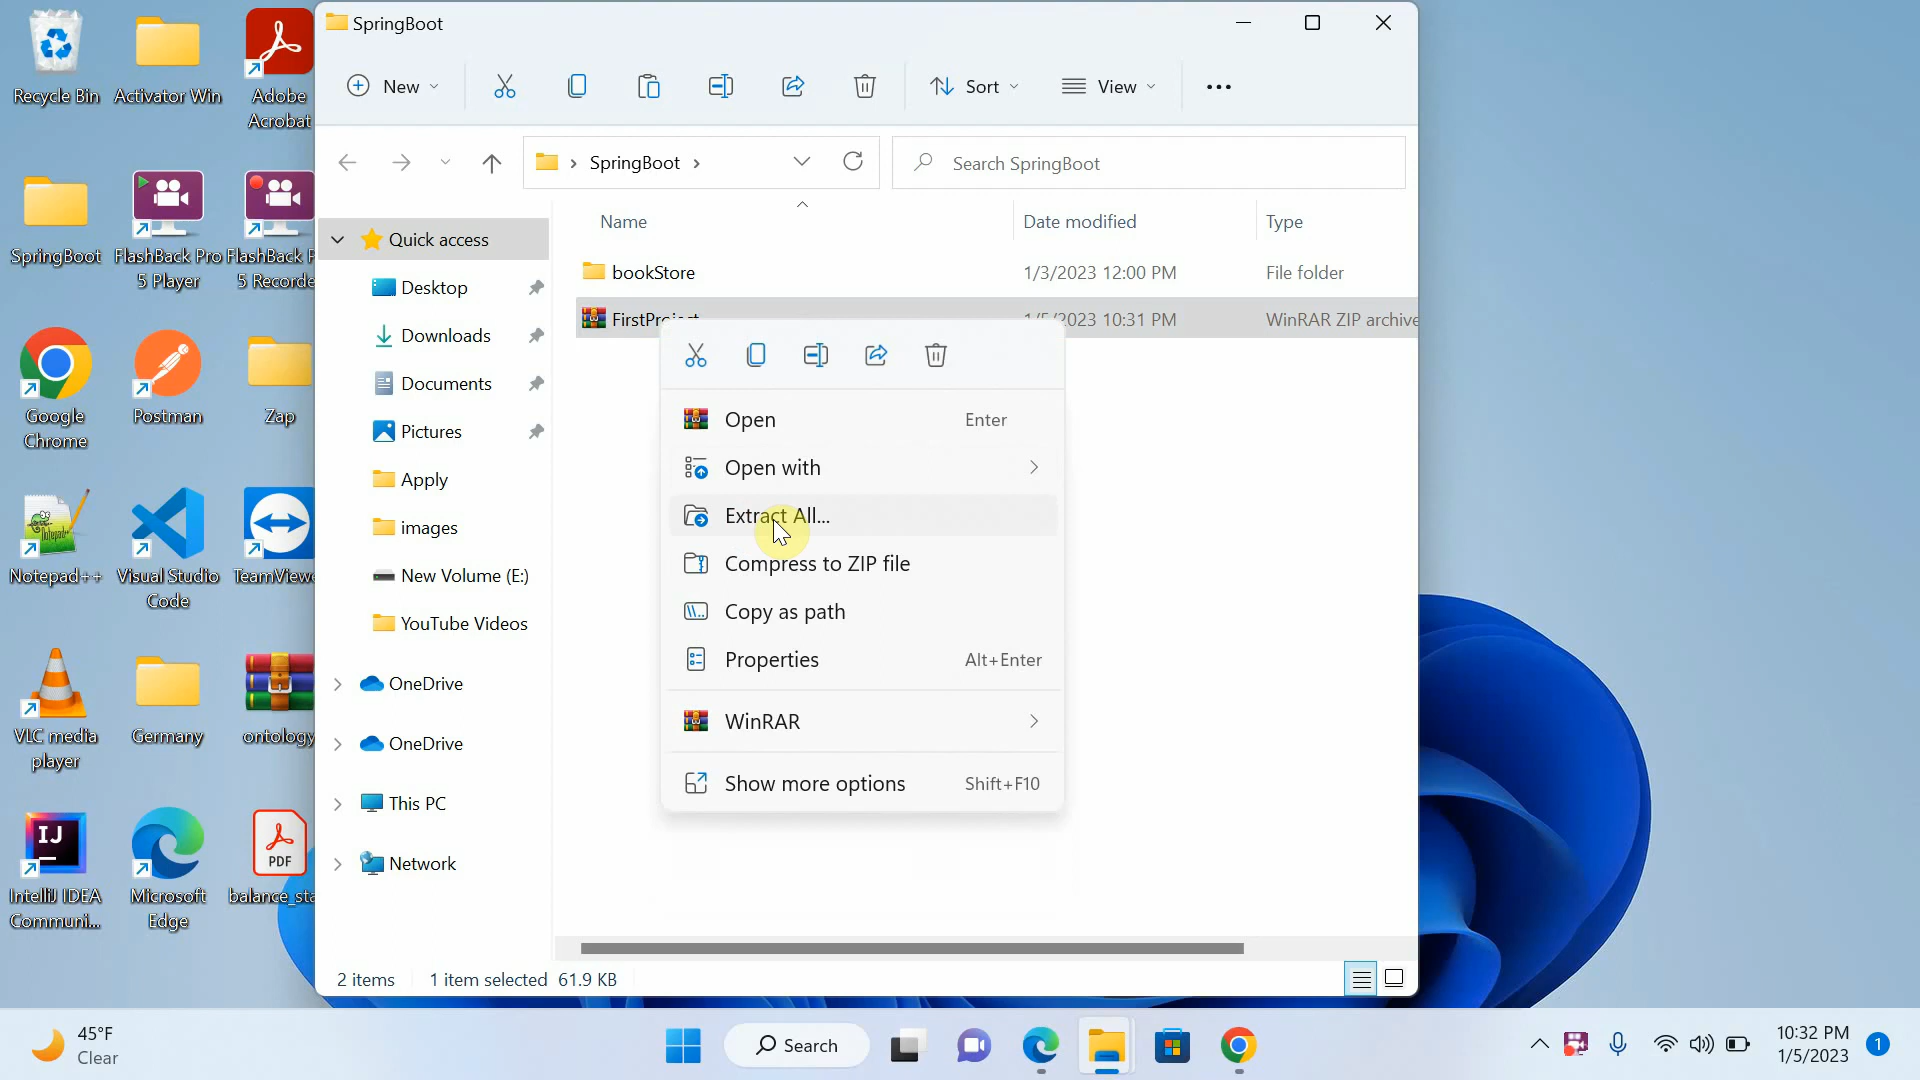 Recycle Bin
Activator Win
Adobe
Acrobat
SpringBoot
FlashBack Pro
5 Player
FlashBack P
5 Recorde
Google
Chrome
Postman
Zap
Notepad++
Visual Studio
Code
TeamViewe
VLC media
player
Germany
ontology
IntelliJ IDEA
Communi...
Microsoft
Edge
PDF
balance_sta
SpringBoot
New
Sort
View
SpringBoot
Search SpringBoot
Name
Date modified
Type
bookStore
1/3/2023 12:00 PM
File folder
FirstProject
1/5/2023 10:31 PM
WinRAR ZIP archive
Quick access
Desktop
Downloads
Documents
Pictures
Apply
images
New Volume (E:)
YouTube Videos
OneDrive
OneDrive
This PC
Network
Open Enter
Open with
Extract All...
Compress to ZIP file
Copy as path
Properties Alt+Enter
WinRAR
Show more options Shift+F10
2 items
1 item selected 61.9 KB
45°F
Clear
Search
10:32 PM
1/5/2023
1